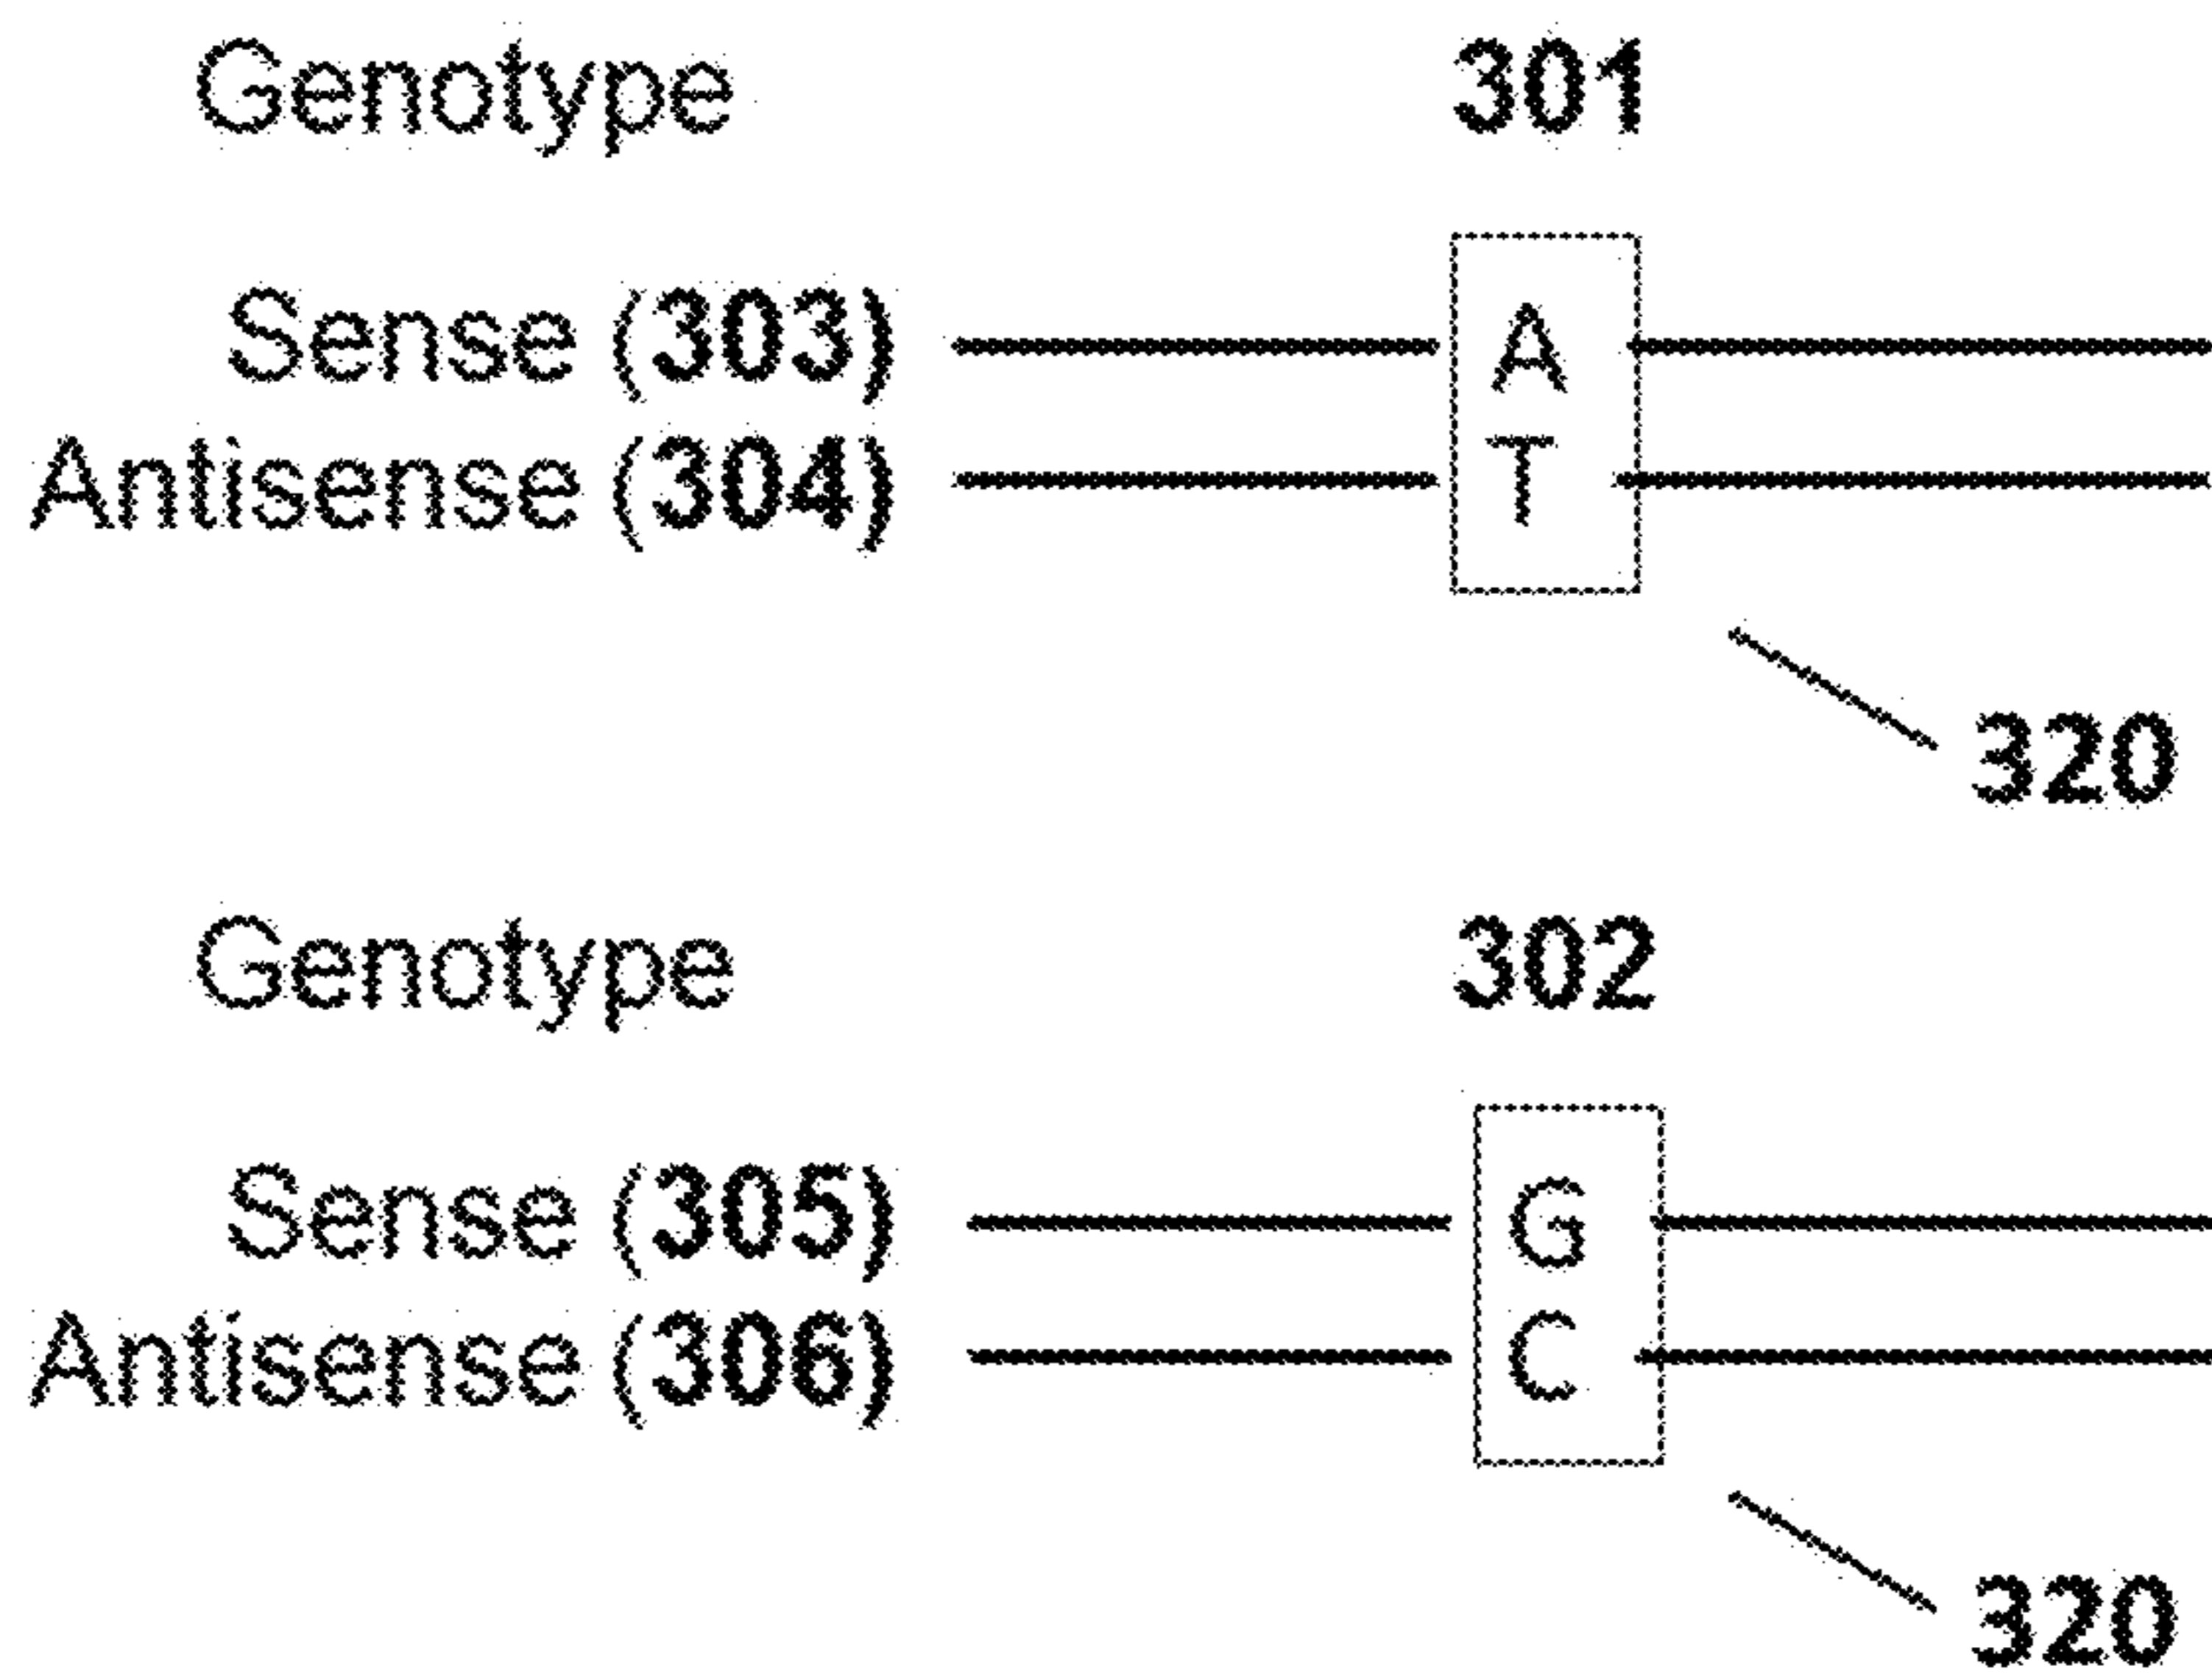 Genotype 301
Sense (303) A
Antisense (304) T
320
Genotype 302
Sense (305) G
Antisense (306) C
320